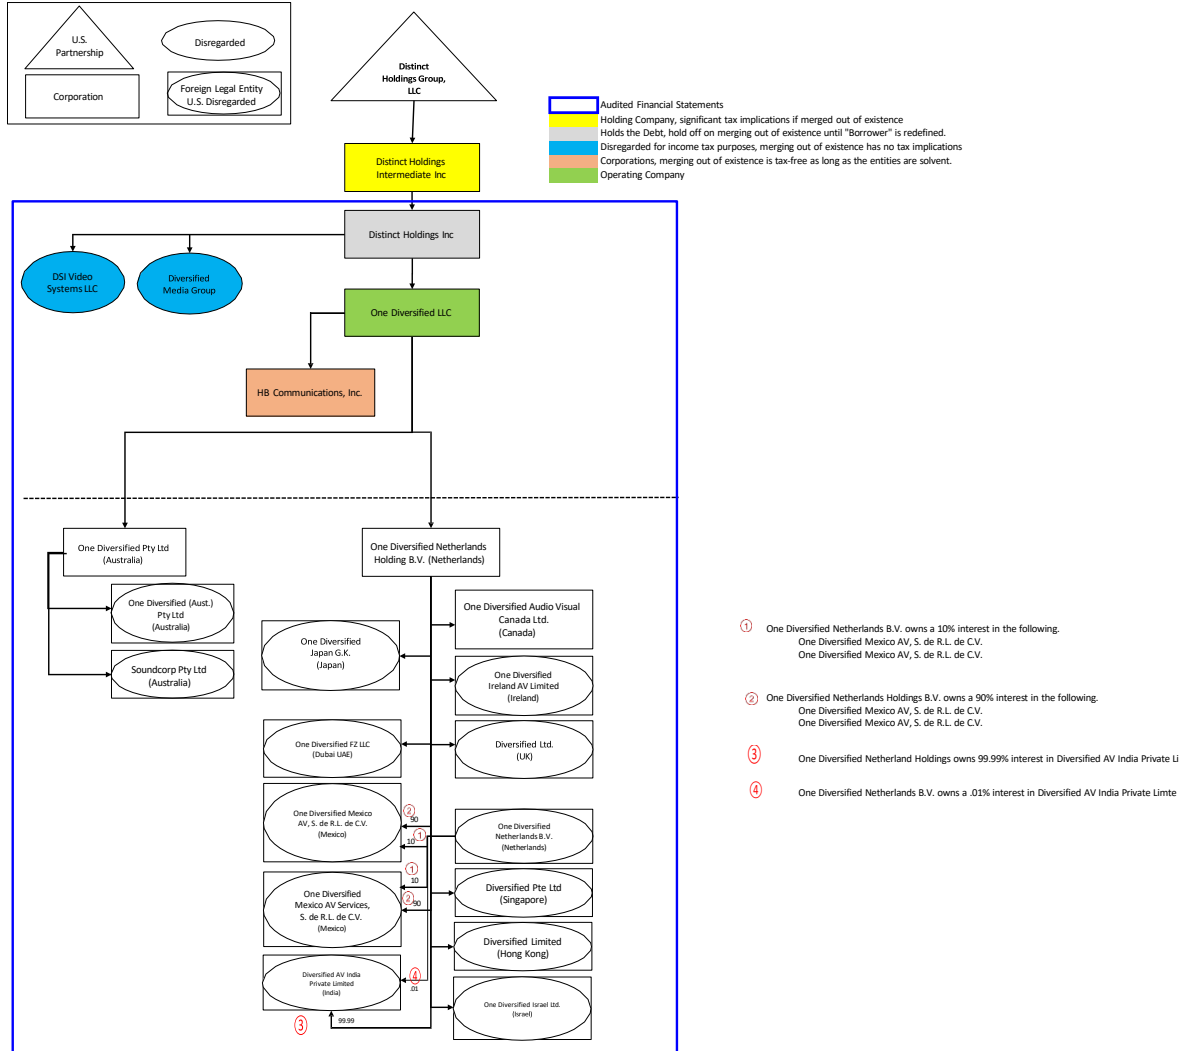 U.S.
Partnership
Disregarded
Corporation
Foreign Legal Entity
U.S. Disregarded
Distinct
Holdings Group,
LLC
Audited Financial Statements
Holding Company, significant tax implications if merged out of existence
Holds the Debt, hold off on merging out of existence until "Borrower" is redefined.
Disregarded for income tax purposes, merging out of existence has no tax implications
Corporations, merging out of existence is tax-free as long as the entities are solvent.
Operating Company
Distinct Holdings
Intermediate Inc
Distinct Holdings Inc
DSI Video
Systems LLC
Diversified
Media Group
One Diversified LLC
HB Communications, Inc.
One Diversified Pty Ltd
(Australia)
One Diversified Netherlands
Holding B.V. (Netherlands)
One Diversified (Aust.)
Pty Ltd
(Australia)
Soundcorp Pty Ltd
(Australia)
One Diversified Audio Visual
Canada Ltd.
(Canada)
One Diversified
Japan G.K.
(Japan)
One Diversified
Ireland AV Limited
(Ireland)
One Diversified FZ LLC
(Dubai UAE)
Diversified Ltd.
(UK)
One Diversified Mexico
AV, S. de R.L. de C.V.
(Mexico)
2
90
1
10
One Diversified
Netherlands B.V.
(Netherlands)
1
10
2
90
One Diversified
Mexico AV Services,
S. de R.L. de C.V.
(Mexico)
Diversified Pte Ltd
(Singapore)
Diversified Limited
(Hong Kong)
Diversified AV India
Private Limited
(India)
4
.01
One Diversified Israel Ltd.
(Israel)
3
99.99
1 One Diversified Netherlands B.V. owns a 10% interest in the following.
One Diversified Mexico AV, S. de R.L. de C.V.
One Diversified Mexico AV, S. de R.L. de C.V.
2 One Diversified Netherlands Holdings B.V. owns a 90% interest in the following.
One Diversified Mexico AV, S. de R.L. de C.V.
One Diversified Mexico AV, S. de R.L. de C.V.
3 One Diversified Netherland Holdings owns 99.99% interest in Diversified AV India Private Li
4 One Diversified Netherlands B.V. owns a .01% interest in Diversified AV India Private Limte